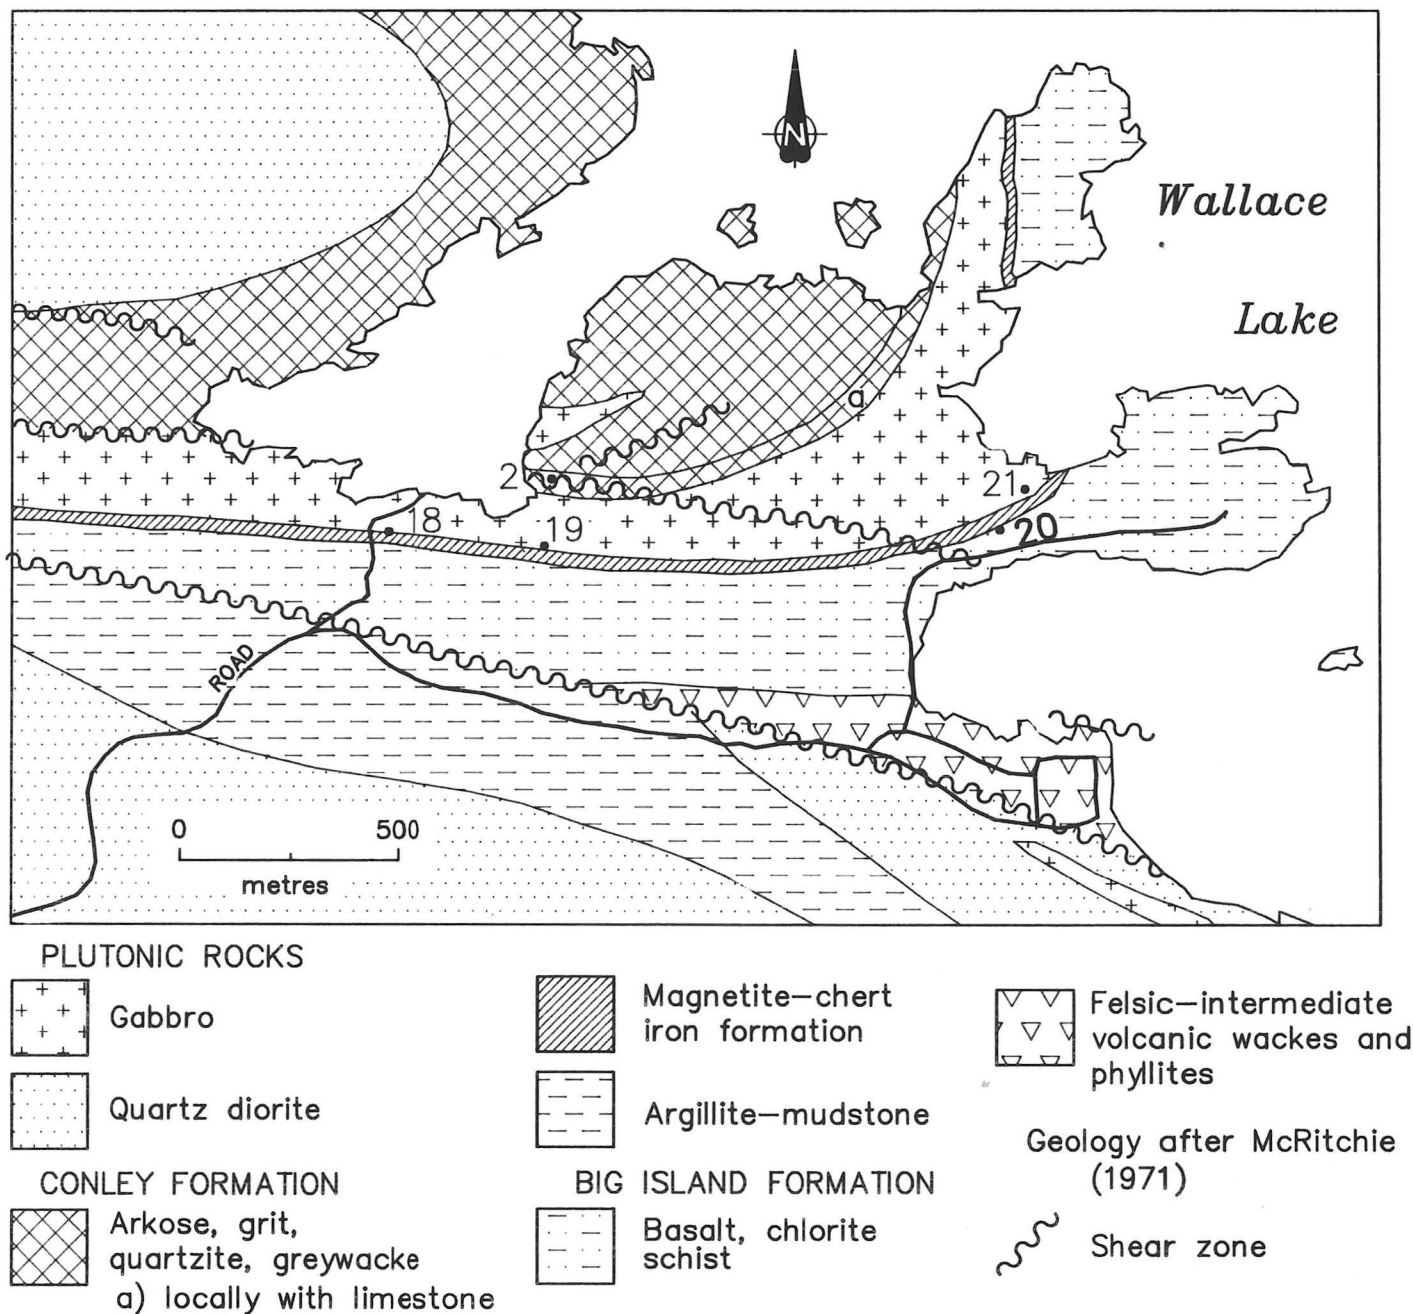 N
Wallace
Lake
a
2
21
18
19
20
ROAD
0 500
metres
PLUTONIC ROCKS
Gabbro
Quartz diorite
CONLEY FORMATION
Arkose, grit,
quartzite, greywacke
a) locally with limestone
Magnetite-chert
iron formation
Argillite-mudstone
BIG ISLAND FORMATION
Basalt, chlorite
schist
Felsic-intermediate
volcanic wackes and
phyllites
Geology after McRitchie
(1971)
Shear zone